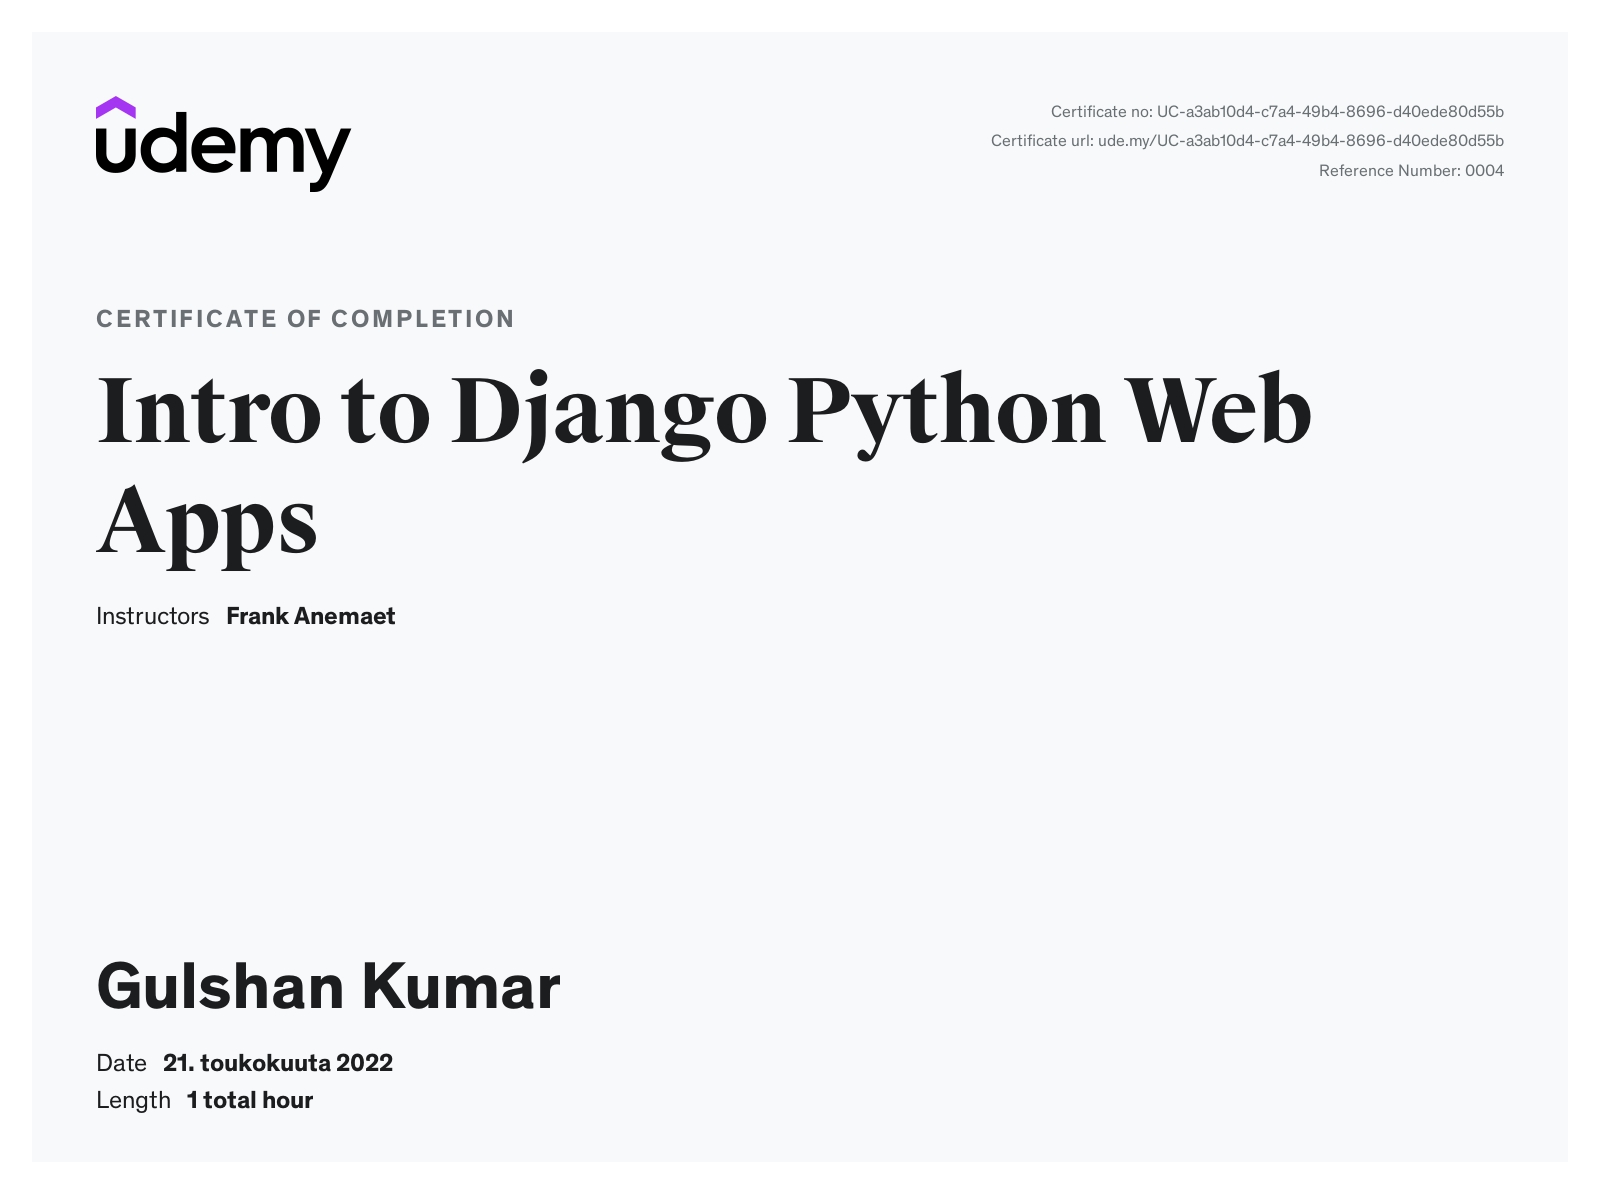 udemy
Certificate no: UC-a3ab10d4-c7a4-49b4-8696-d40ede80d55b
Certificate url: ude.my/UC-a3ab10d4-c7a4-49b4-8696-d40ede80d55b
Reference Number: 0004
CERTIFICATE OF COMPLETION
Intro to Django Python Web
Apps
Instructors Frank Anemaet
Gulshan Kumar
Date 21. toukokuuta 2022
Length 1 total hour